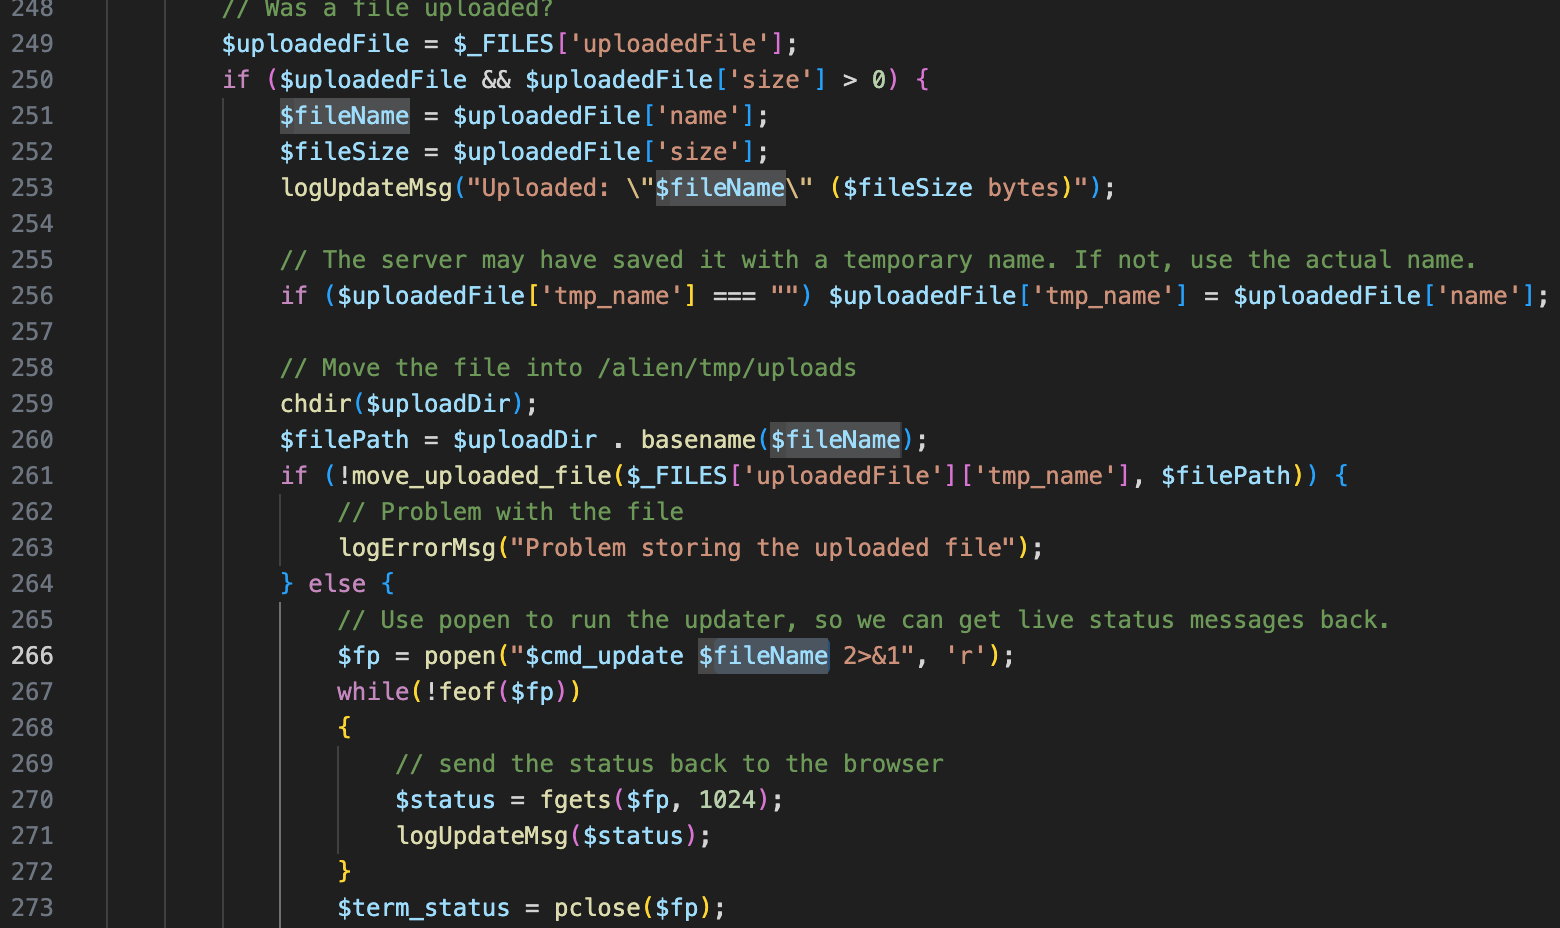 248 // Was a file uploaded?
249 $uploadedFile = $_FILES['uploadedFile'];
250 if ($uploadedFile && $uploadedFile['size'] > 0) {
251 $fileName = $uploadedFile['name'];
252 $fileSize = $uploadedFile['size'];
253 logUpdateMsg("Uploaded: \"$fileName\" ($fileSize bytes)");
254
255 // The server may have saved it with a temporary name. If not, use the actual name.
256 if ($uploadedFile['tmp_name'] === "") $uploadedFile['tmp_name'] = $uploadedFile['name'];
257
258 // Move the file into /alien/tmp/uploads
259 chdir($uploadDir);
260 $filePath = $uploadDir . basename($fileName);
261 if (!move_uploaded_file($_FILES['uploadedFile']['tmp_name'], $filePath)) {
262 // Problem with the file
263 logErrorMsg("Problem storing the uploaded file");
264 } else {
265 // Use popen to run the updater, so we can get live status messages back.
266 $fp = popen("$cmd_update $fileName 2>&1", 'r');
267 while(!feof($fp))
268 {
269 // send the status back to the browser
270 $status = fgets($fp, 1024);
271 logUpdateMsg($status);
272 }
273 $term_status = pclose($fp);